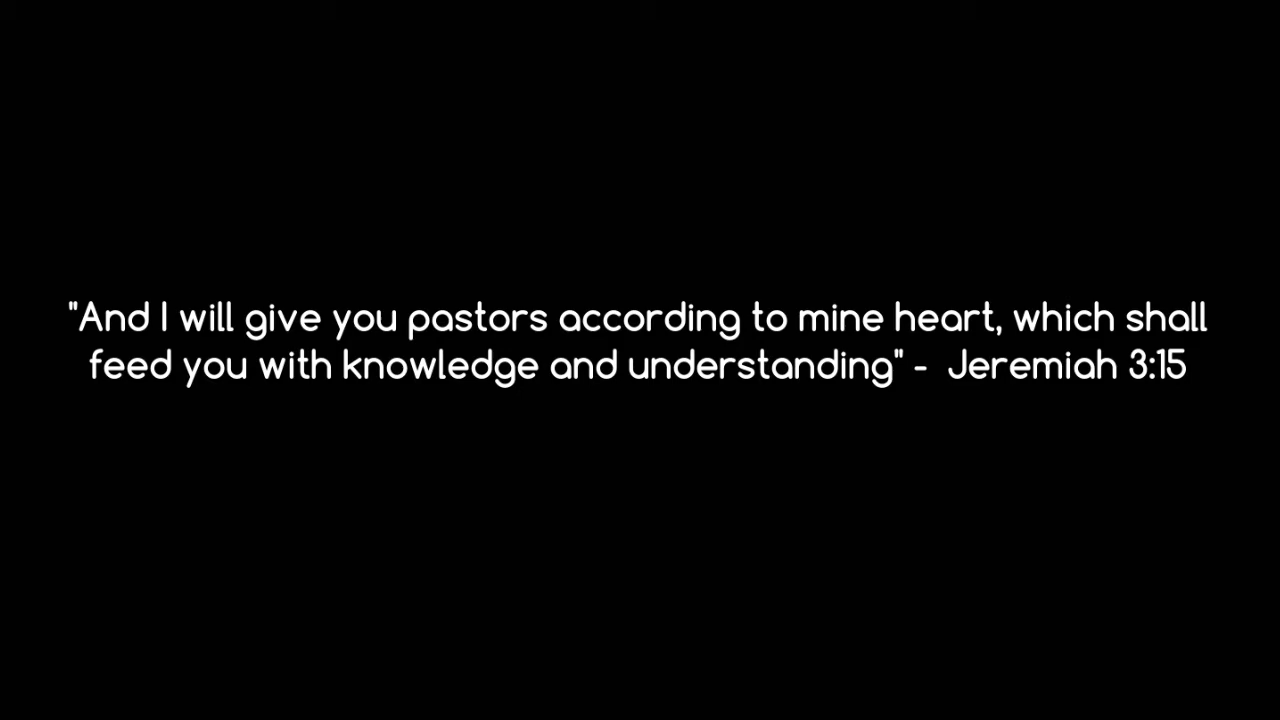 "And I will give you pastors according to mine heart, which shall
feed you with knowledge and understanding" -  Jeremiah 3:15